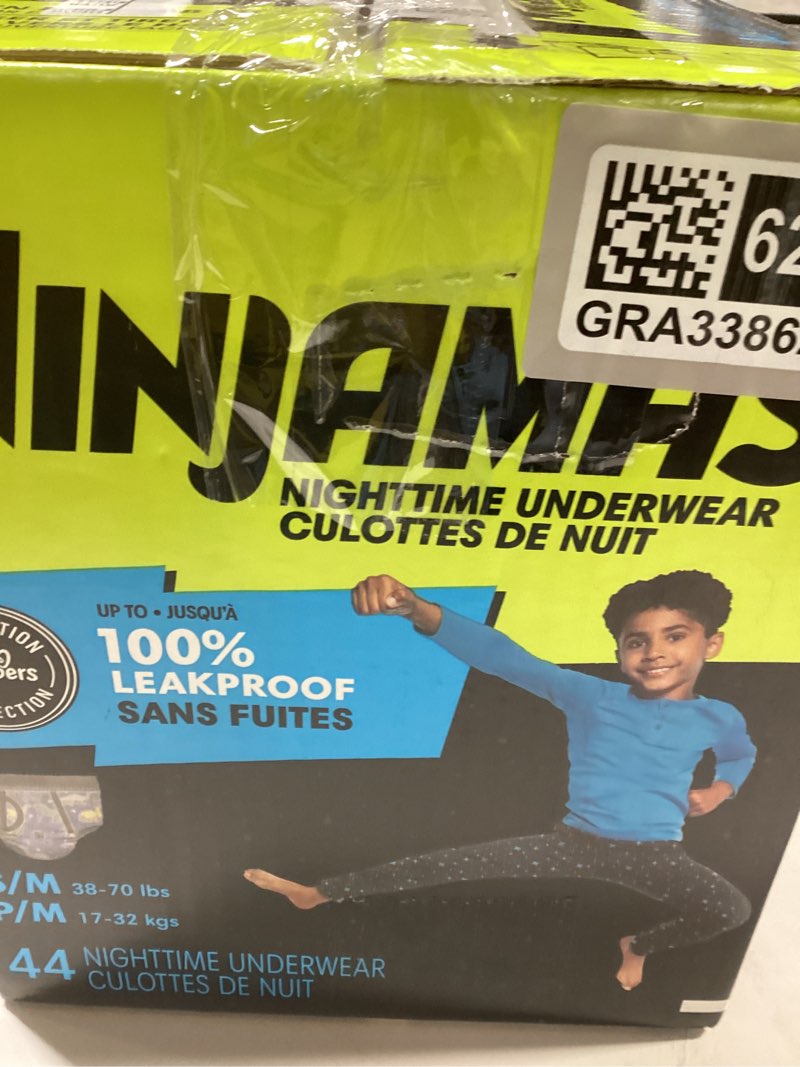 62
GRA3386
NINJAMAS
NIGHTTIME UNDERWEAR
CULOTTES DE NUIT
UP TO • JUSQU'À
100%
LEAKPROOF
SANS FUITES
S/M 38-70 lbs
P/M 17-32 kgs
44 NIGHTTIME UNDERWEAR
CULOTTES DE NUIT